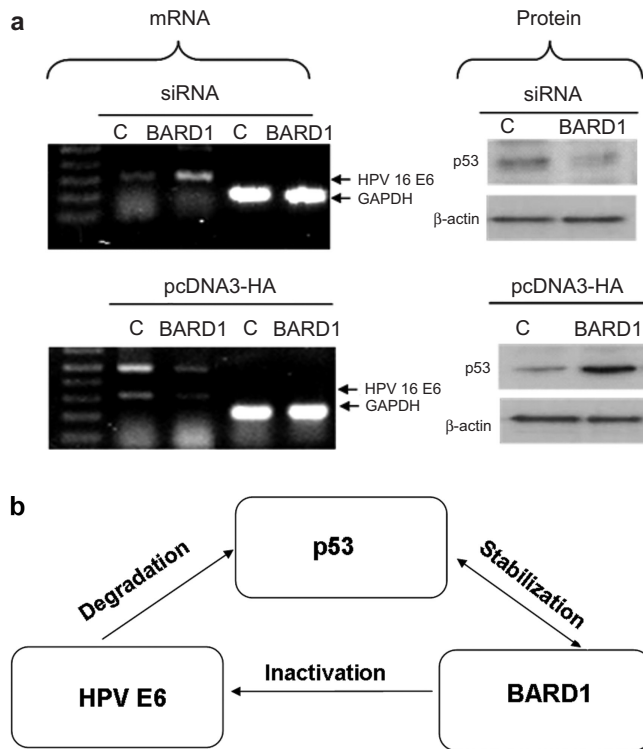 a
mRNA
Protein
siRNA
siRNA
C BARD1 C BARD1
C BARD1
HPV 16 E6
GAPDH
p53
β-actin
pcDNA3-HA
pcDNA3-HA
C BARD1 C BARD1
C BARD1
HPV 16 E6
GAPDH
p53
β-actin
b
p53
Degradation
Stabilization
Inactivation
HPV E6
BARD1